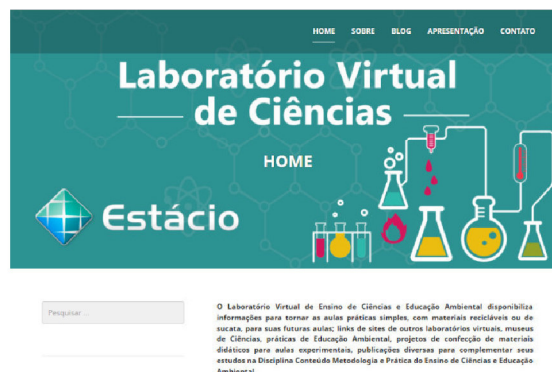 HOME SOBRE BLOG APRESENTAÇÃO CONTATO
Laboratório Virtual
de Ciências
HOME
Estácio
Pesquisar ...
O Laboratório Virtual de Ensino de Ciências e Educação Ambiental disponibiliza
informações para tornar as aulas práticas simples, com materiais recicláveis ou de
sucata, para suas futuras aulas; links de sites de outros laboratórios virtuais, museus
de Ciências, práticas de Educação Ambiental, projetos de confecção de materiais
didáticos para aulas experimentais, publicações diversas para complementar seus
estudos na Disciplina Conteúdo Metodologia e Prática do Ensino de Ciências e Educação
Ambiental